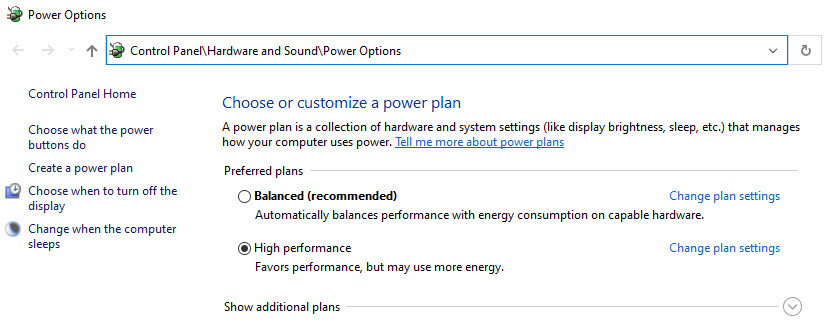 Power Options
Control Panel\Hardware and Sound\Power Options
Control Panel Home
Choose what the power
buttons do
Create a power plan
Choose when to turn off the
display
Change when the computer
sleeps
Choose or customize a power plan
A power plan is a collection of hardware and system settings (like display brightness, sleep, etc.) that manages
how your computer uses power. Tell me more about power plans
Preferred plans
Balanced (recommended) Change plan settings
Automatically balances performance with energy consumption on capable hardware.
High performance Change plan settings
Favors performance, but may use more energy.
Show additional plans